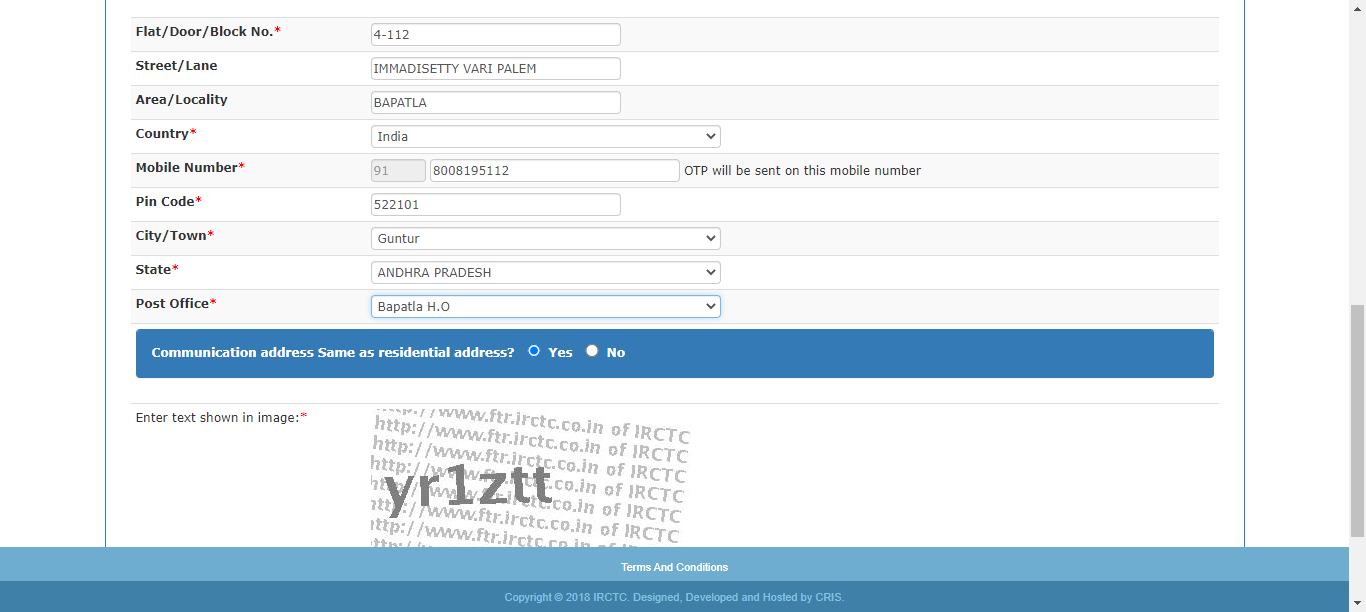 Flat/Door/Block No.* 4-112
Street/Lane IMMADISETTY VARI PALEM
Area/Locality BAPATLA
Country* India
Mobile Number* 91 8008195112 OTP will be sent on this mobile number
Pin Code* 522101
City/Town* Guntur
State* ANDHRA PRADESH
Post Office* Bapatla H.O
Communication address Same as residential address? Yes No
Enter text shown in image:*
http://www.ftr.irctc.co.in of IRCTC
http://www.ftr.irctc.co.in of IRCTC
http://www.ftr.irctc.co.in of IRCTC
yr1ztt
http://www.ftr.irctc.co.in of IRCTC
http://www.ftr.irctc.co.in of IRCTC
http://www.ftr.irctc.co.in of IRCTC
Terms And Conditions
Copyright © 2018 IRCTC. Designed, Developed and Hosted by CRIS.